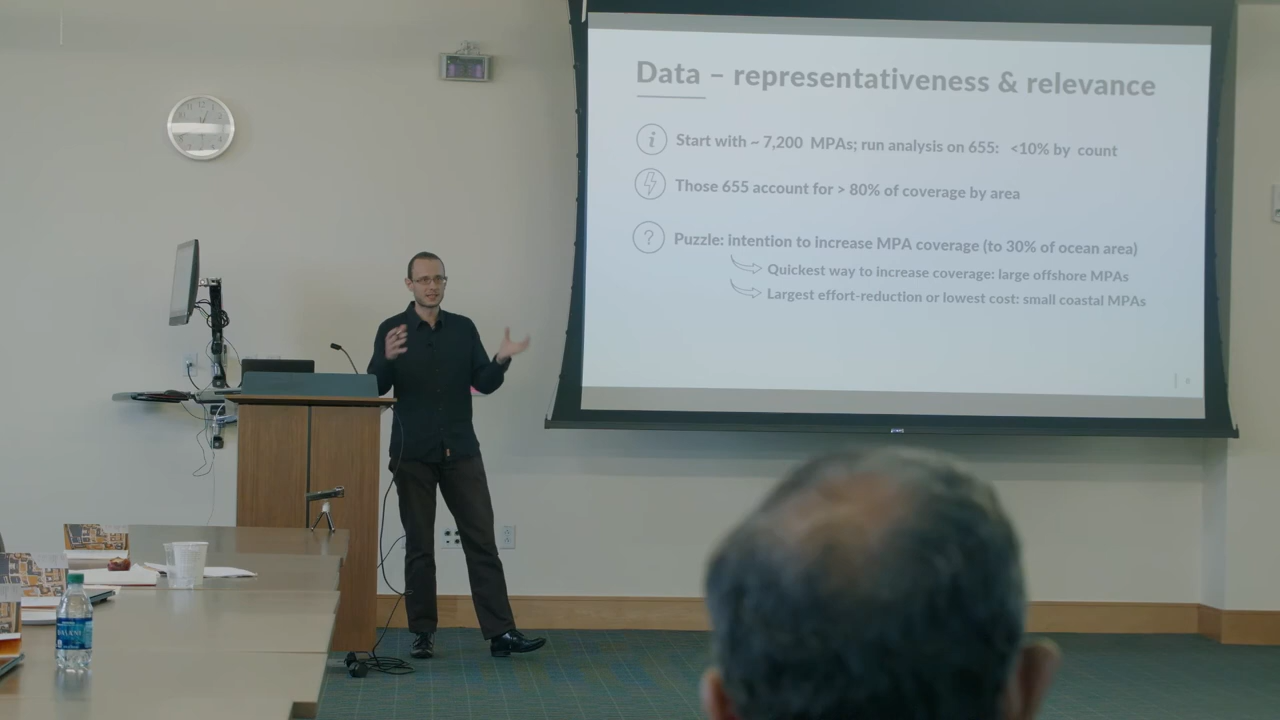 Data – representativeness & relevance
Start with ~ 7,200 MPAs; run analysis on 655: <10% by count
Those 655 account for > 80% of coverage by area
Puzzle: intention to increase MPA coverage (to 30% of ocean area)
Quickest way to increase coverage: large offshore MPAs
Largest effort-reduction or lowest cost: small coastal MPAs